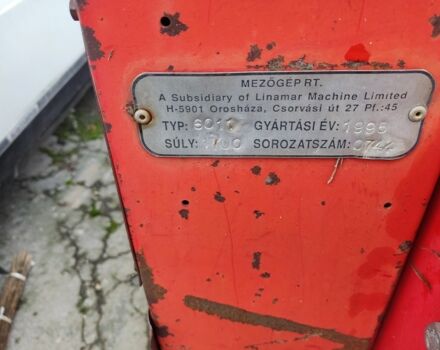 MEZŐGÉP RT.
A Subsidiary of Linamar Machine Limited
H-5901 Orosháza, Csorvási út 27 Pf.:45
TYP: GYÁRTÁSI ÉV: 1995
SÚLY: SOROZATSZÁM: 0744